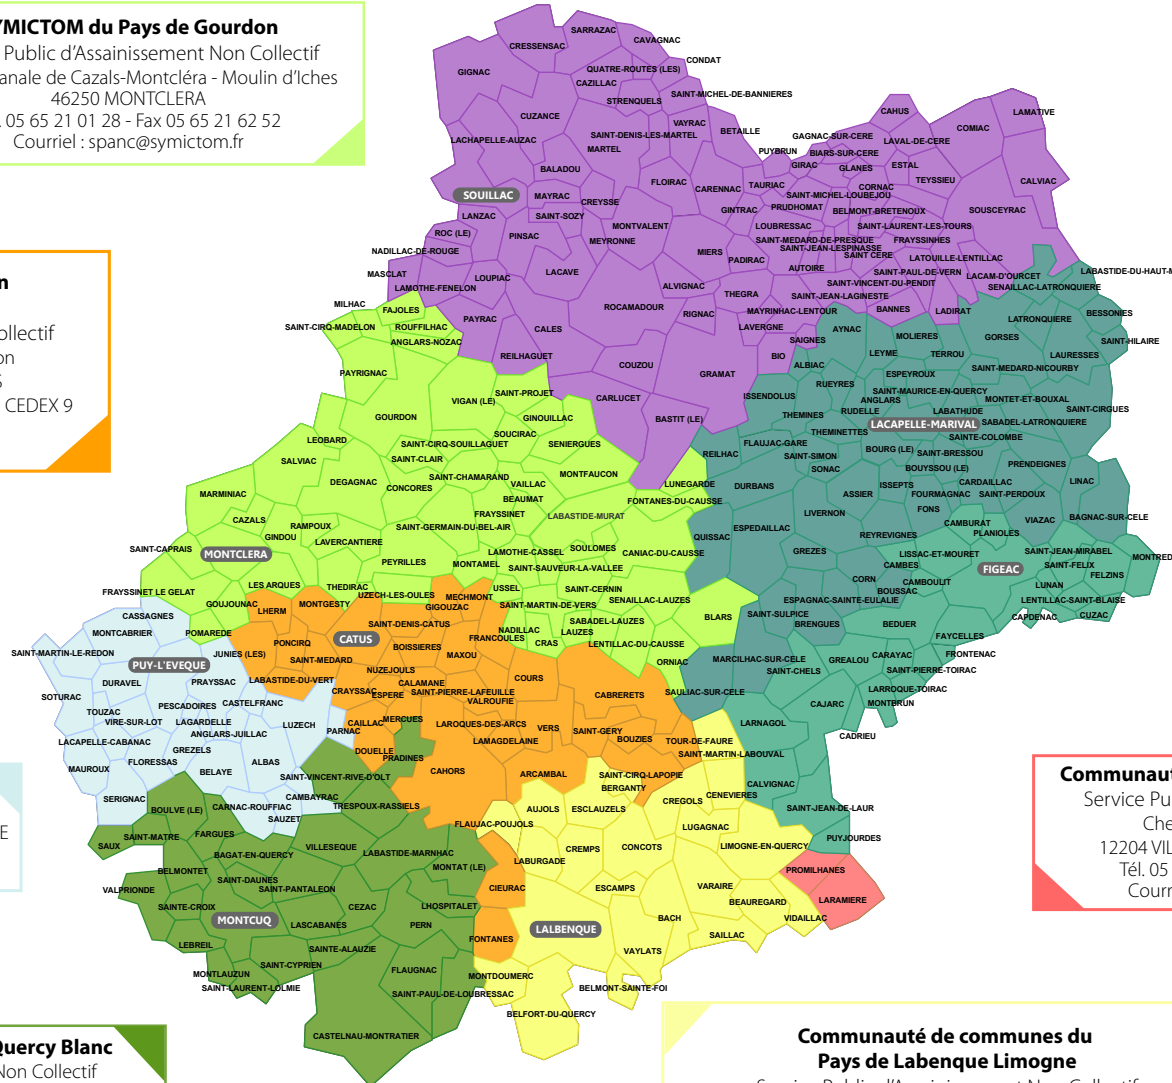 YMICTOM du Pays de Gourdon
Public d'Assainissement Non Collectif
anale de Cazals-Montcléra - Moulin d'Iches
46250 MONTCLERA
. 05 65 21 01 28 - Fax 05 65 21 62 52
Courriel : spanc@symictom.fr
n
ollectif
on
S
CEDEX 9
E
Quercy Blanc
Non Collectif
Communaut
Service Pu
Che
12204 VIL
Tél. 05
Courr
Communauté de communes du
Pays de Labenque Limogne
Service Public d'Assainissement Non Collectif
SARRAZAC
CRESSENSAC
CAVAGNAC
CONDAT
GIGNAC
QUATRE-ROUTES (LES)
CAZILLAC
STRENQUELS
SAINT-MICHEL-DE-BANNIERES
CUZANCE
VAYRAC
BETAILLE
LACHAPELLE-AUZAC
SAINT-DENIS-LES-MARTEL
MARTEL
PUYBRUN
GAGNAC-SUR-CERE
BIARS-SUR-CERE
CAHUS
LAVAL-DE-CERE
COMIAC
LAMATIVE
GIRAC
GLANES
ESTAL
TEYSSIEU
CALVIAC
BALADOU
FLOIRAC
CARENNAC
TAURIAC
CORNAC
SAINT-MICHEL-LOUBEJOU
SOUILLAC
MAYRAC
CREYSSE
GINTRAC
PRUDHOMAT
BELMONT-BRETENOUX
SOUSCEYRAC
LANZAC
SAINT-SOZY
MONTVALENT
LOUBRESSAC
SAINT-LAURENT-LES-TOURS
ROC (LE)
PINSAC
MEYRONNE
SAINT-MEDARD-DE-PRESQUE
FRAYSSINHES
SAINT-JEAN-LESPINASSE
NADILLAC-DE-ROUGE
MIERS
PADIRAC
SAINT CERE
LATOUILLE-LENTILLAC
MASCLAT
LOUPIAC
LACAVE
AUTOIRE
SAINT-PAUL-DE-VERN
LACAM-D'OURCET
LABASTIDE-DU-HAUT-M
LAMOTHE-FENELON
ALVIGNAC
THEGRA
SAINT-VINCENT-DU-PENDIT
SENAILLAC-LATRONQUIERE
SAINT-JEAN-LAGINESTE
MILHAC
FAJOLES
ROCAMADOUR
RIGNAC
MAYRINHAC-LENTOUR
BANNES
LADIRAT
LATRONQUIERE
BESSONIES
SAINT-CIRQ-MADELON
ROUFFILHAC
PAYRAC
CALES
LAVERGNE
AYNAC
ANGLARS-NOZAC
SAIGNES
MOLIERES
GORSES
SAINT-HILAIRE
REILHAGUET
BIO
LEYME
TERROU
LAURESSES
PAYRIGNAC
COUZOU
GRAMAT
ALBIAC
ESPEYROUX
SAINT-MEDARD-NICOURBY
RUEYRES
SAINT-MAURICE-EN-QUERCY
VIGAN (LE)
SAINT-PROJET
CARLUCET
ISSENDOLUS
ANGLARS
MONTET-ET-BOUXAL
GOURDON
GINOUILLAC
BASTIT (LE)
THEMINES
RUDELLE
LABATHUDE
SAINT-CIRGUES
LACAPELLE-MARIVAL
SABADEL-LATRONQUIERE
SOUCIRAC
THEMINETTES
SAINTE-COLOMBE
LEOBARD
SAINT-CIRQ-SOUILLAGUET
SENIERGUES
FLAUJAC-GARE
BOURG (LE)
SAINT-BRESSOU
SALVIAC
SAINT-CLAIR
REILHAC
SAINT-SIMON
SONAC
BOUYSSOU (LE)
PRENDEIGNES
DEGAGNAC
SAINT-CHAMARAND
MONTFAUCON
LUNEGARDE
DURBANS
ISSEPTS
CARDAILLAC
LINAC
CONCORES
VAILLAC
ASSIER
FOURMAGNAC
SAINT-PERDOUX
MARMINIAC
BEAUMAT
FONTANES-DU-CAUSSE
FONS
FRAYSSINET
LABASTIDE-MURAT
LIVERNON
CAZALS
RAMPOUX
SAINT-GERMAIN-DU-BEL-AIR
ESPEDAILLAC
CAMBURAT
VIAZAC
BAGNAC-SUR-CELE
GINDOU
LAVERCANTIERE
QUISSAC
REYREVIGNES
PLANIOLES
SAINT-CAPRAIS
MONTCLERA
LAMOTHE-CASSEL
SOULOMES
CANIAC-DU-CAUSSE
GREZES
LISSAC-ET-MOURET
SAINT-JEAN-MIRABEL
MONTRED
PEYRILLES
MONTAMEL
SAINT-SAUVEUR-LA-VALLEE
CAMBES
FIGEAC
SAINT-FELIX
FELZINS
LES ARQUES
THEDIRAC
USSEL
SAINT-CERNIN
CORN
CAMBOULIT
LUNAN
FRAYSSINET LE GELAT
UZECH-LES-OULES
MECHMONT
BOUSSAC
GOUJOUNAC
LHERM
MONTGESTY
GIGOUZAC
SAINT-MARTIN-DE-VERS
SENAILLAC-LAUZES
ESPAGNAC-SAINTE-EULALIE
LENTILLAC-SAINT-BLAISE
CASSAGNES
SAINT-DENIS-CATUS
SABADEL-LAUZES
BLARS
SAINT-SULPICE
BRENGUES
BEDUER
CAPDENAC
CUZAC
MONTCABRIER
POMAREDE
CATUS
FRANCOULES
NADILLAC
LAUZES
FAYCELLES
PONCIRQ
BOISSIERES
CRAS
LENTILLAC-DU-CAUSSE
SAINT-MARTIN-LE-REDON
JUNIES (LES)
SAINT-MEDARD
MAXOU
ORNIAC
MARCILHAC-SUR-CELE
GREALOU
CARAYAC
FRONTENAC
PUY-L'EVEQUE
NUZEJOULS
SAINT-CHELS
SAINT-PIERRE-TOIRAC
DURAVEL
PRAYSSAC
LABASTIDE-DU-VERT
CALAMANE
COURS
CRAYSSAC
ESPERE
SAINT-PIERRE-LAFEUILLE
CABRERETS
SAULIAC-SUR-CELE
LARROQUE-TOIRAC
SOTURAC
VALROUFIE
CAJARC
MONTBRUN
TOUZAC
PESCADOIRES
CASTELFRANC
VIRE-SUR-LOT
LAGARDELLE
LUZECH
PARNAC
CAILLAC
MERCUES
LAROQUES-DES-ARCS
VERS
SAINT-GERY
LARNAGOL
CADRIEU
LACAPELLE-CABANAC
ANGLARS-JUILLAC
LAMAGDELAINE
BOUZIES
TOUR-DE-FAURE
GREZELS
DOUELLE
PRADINES
SAINT-MARTIN-LABOUVAL
MAUROUX
FLORESSAS
BELAYE
ALBAS
CAHORS
ARCAMBAL
SAINT-CIRQ-LAPOPIE
SAINT-VINCENT-RIVE-D'OLT
BERGANTY
CALVIGNAC
SERIGNAC
CAMBAYRAC
CENEVIERES
BOULVE (LE)
CARNAC-ROUFFIAC
TRESPOUX-RASSIELS
AUJOLS
ESCLAUZELS
CREGOLS
SAINT-JEAN-DE-LAUR
SAUZET
FLAUJAC-POUJOLS
LUGAGNAC
SAINT-MATRE
FARGUES
PUYJOURDES
SAUX
VILLESEQUE
LABASTIDE-MARNHAC
CREMPS
CONCOTS
LIMOGNE-EN-QUERCY
BAGAT-EN-QUERCY
LABURGADE
BELMONTET
MONTAT (LE)
PROMILHANES
SAINT-DAUNES
VALPRIONDE
SAINT-PANTALEON
CIEURAC
ESCAMPS
VARAIRE
LARAMIERE
SAINTE-CROIX
CEZAC
LHOSPITALET
BEAUREGARD
MONTCUQ
BACH
VIDAILLAC
LASCABANES
PERN
LALBENQUE
LEBREIL
FONTANES
SAILLAC
SAINTE-ALAUZIE
VAYLATS
SAINT-CYPRIEN
MONTLAUZUN
FLAUGNAC
MONTDOUMERC
SAINT-LAURENT-LOLMIE
BELMONT-SAINTE-FOI
SAINT-PAUL-DE-LOUBRESSAC
BELFORT-DU-QUERCY
CASTELNAU-MONTRATIER